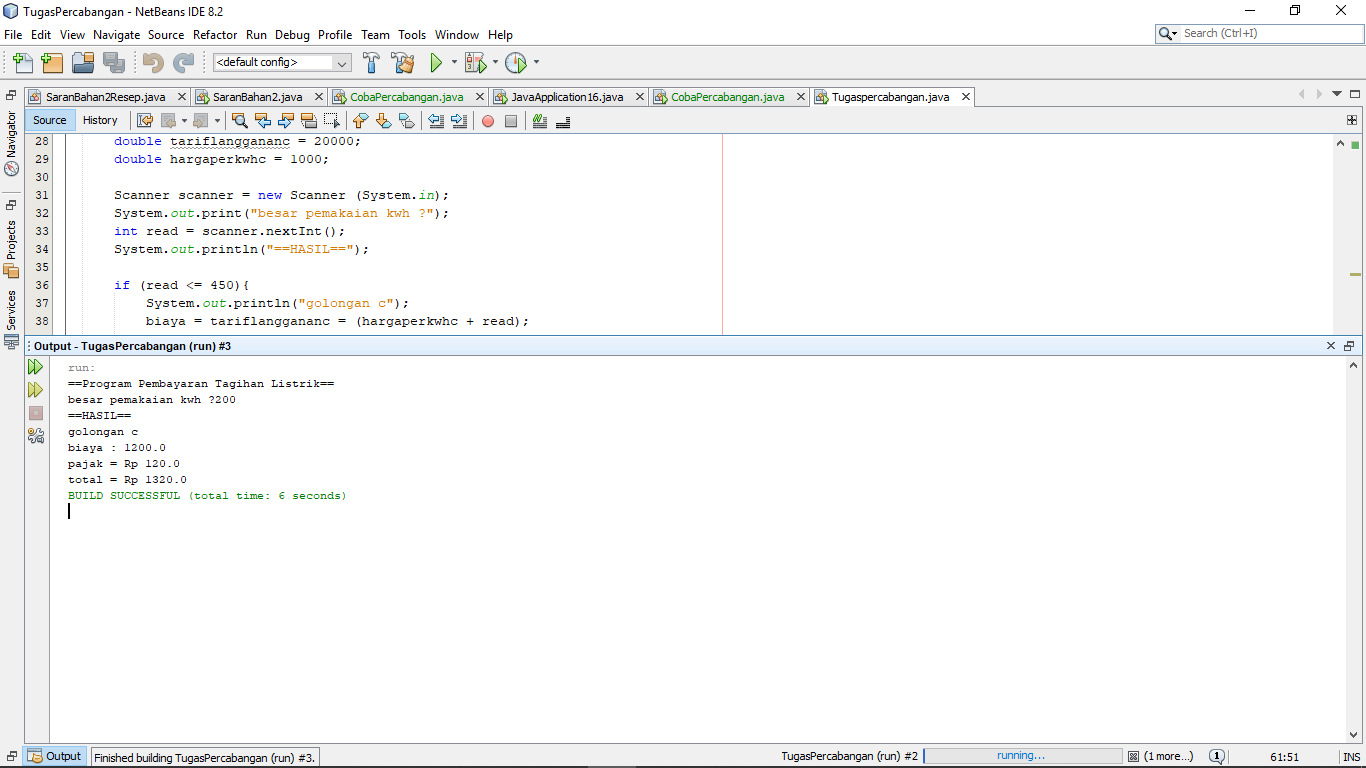 TugasPercabangan - NetBeans IDE 8.2
File Edit View Navigate Source Refactor Run Debug Profile Team Tools Window Help
Search (Ctrl+I)
<default config>
SaranBahan2Resep.java SaranBahan2.java CobaPercabangan.java JavaApplication16.java CobaPercabangan.java Tugaspercabangan.java
Navigator
Projects
Services
Source History
28 double tariflanggananc = 20000;
29 double hargaperkwhc = 1000;
30
31 Scanner scanner = new Scanner (System.in);
32 System.out.print("besar pemakaian kwh ?");
33 int read = scanner.nextInt();
34 System.out.println("==HASIL==");
35
36 if (read <= 450){
37 System.out.println("golongan c");
38 biaya = tariflanggananc = (hargaperkwhc + read);
Output - TugasPercabangan (run) #3
run:
==Program Pembayaran Tagihan Listrik==
besar pemakaian kwh ?200
==HASIL==
golongan c
biaya : 1200.0
pajak = Rp 120.0
total = Rp 1320.0
BUILD SUCCESSFUL (total time: 6 seconds)
Output
Finished building TugasPercabangan (run) #3.
TugasPercabangan (run) #2 running... (1 more...) 1 61:51 INS